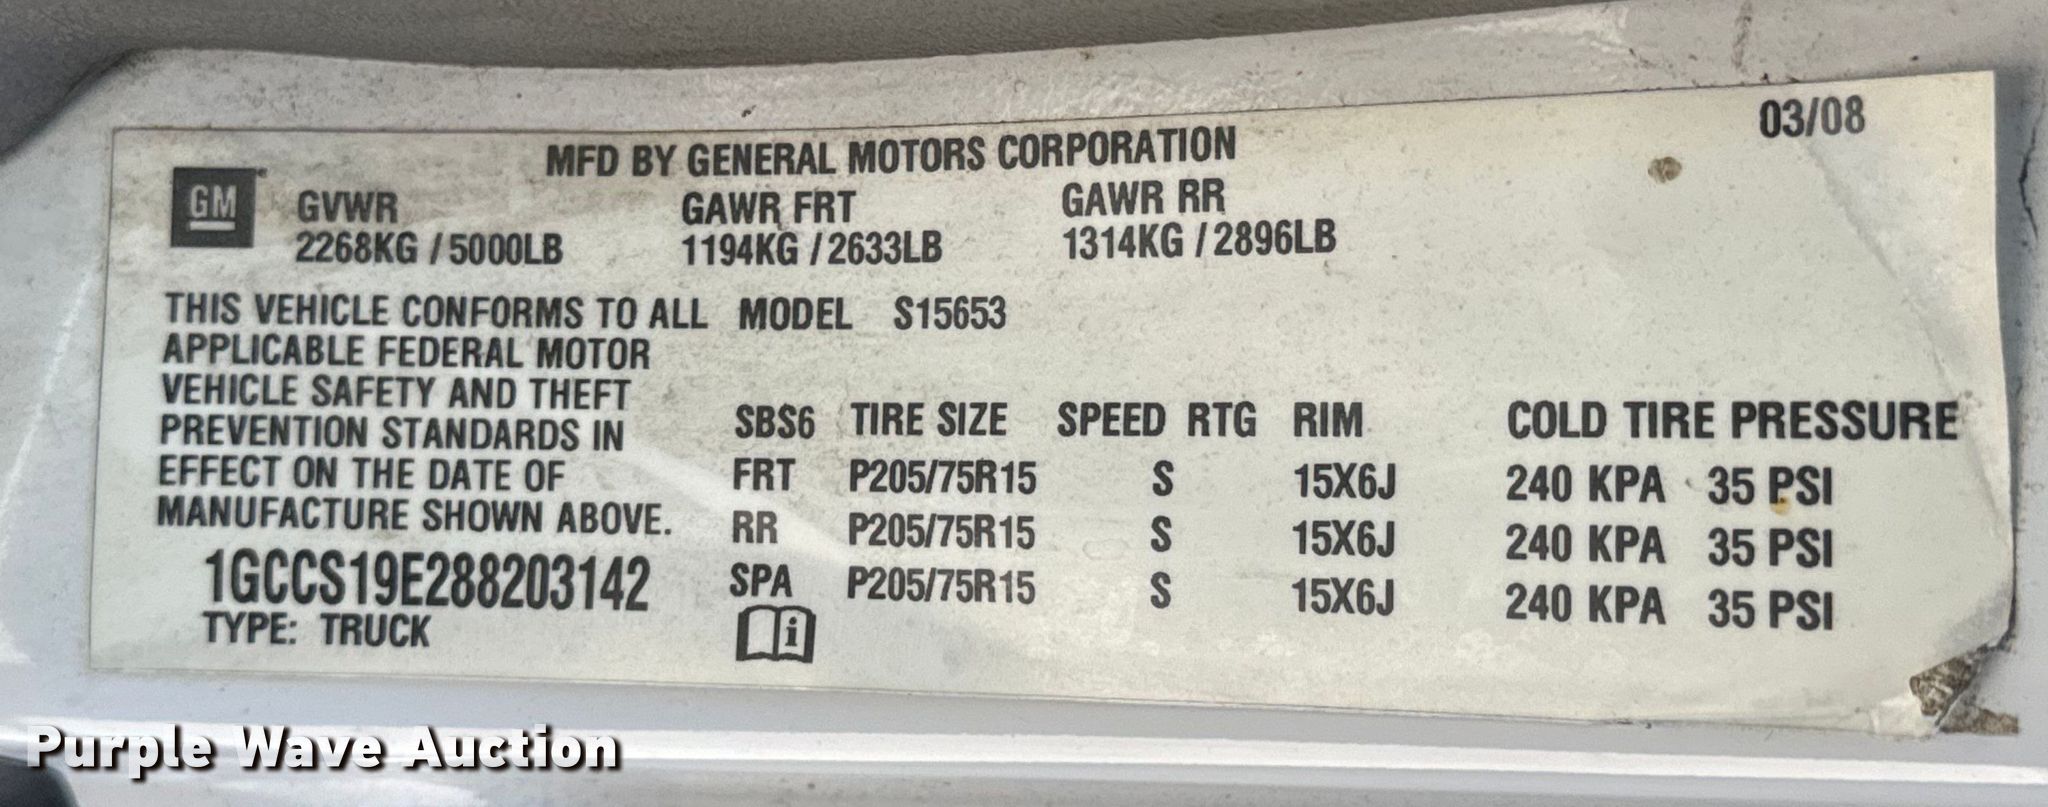 03/08
MFD BY GENERAL MOTORS CORPORATION
GM
GVWR GAWR FRT GAWR RR
2268KG / 5000LB 1194KG / 2633LB 1314KG / 2896LB
THIS VEHICLE CONFORMS TO ALL MODEL S15653
APPLICABLE FEDERAL MOTOR
VEHICLE SAFETY AND THEFT
PREVENTION STANDARDS IN
EFFECT ON THE DATE OF
MANUFACTURE SHOWN ABOVE.
1GCCS19E288203142
TYPE: TRUCK
SBS6 TIRE SIZE SPEED RTG RIM COLD TIRE PRESSURE
FRT P205/75R15 S 15X6J 240 KPA 35 PSI
RR P205/75R15 S 15X6J 240 KPA 35 PSI
SPA P205/75R15 S 15X6J 240 KPA 35 PSI
i
Purple Wave Auction